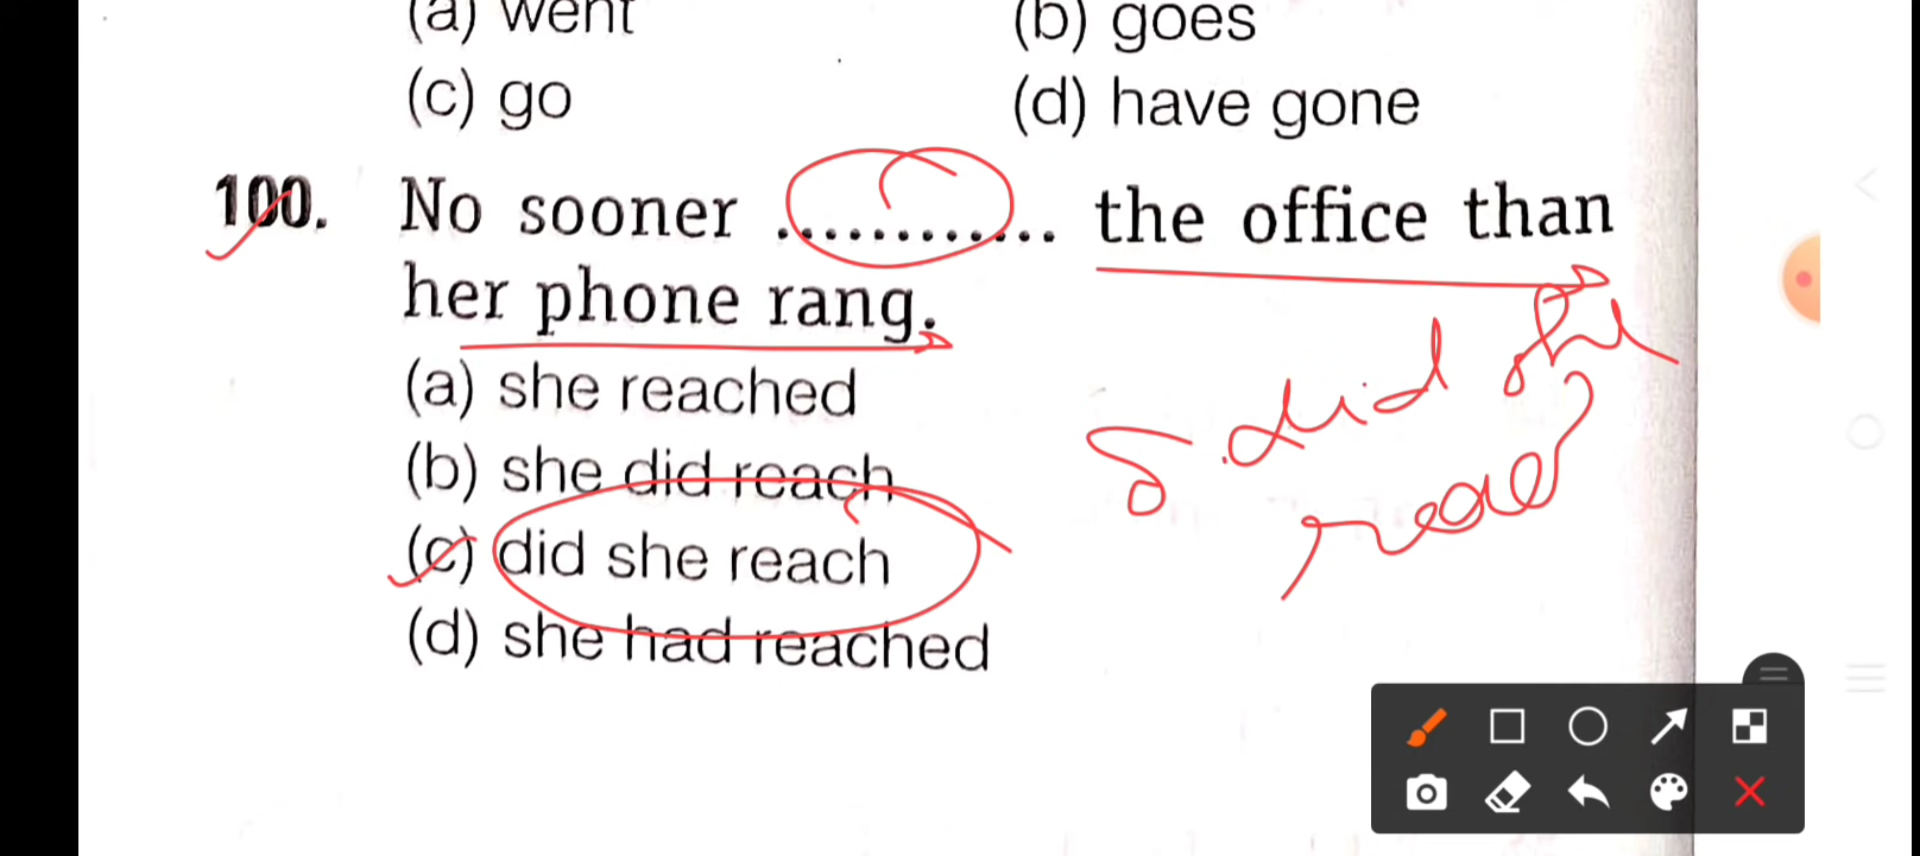 (a) went (b) goes
(c) go (d) have gone
100. No sooner ............ the office than
her phone rang.
(a) she reached
(b) she did reach
(c) did she reach
(d) she had reached
did she